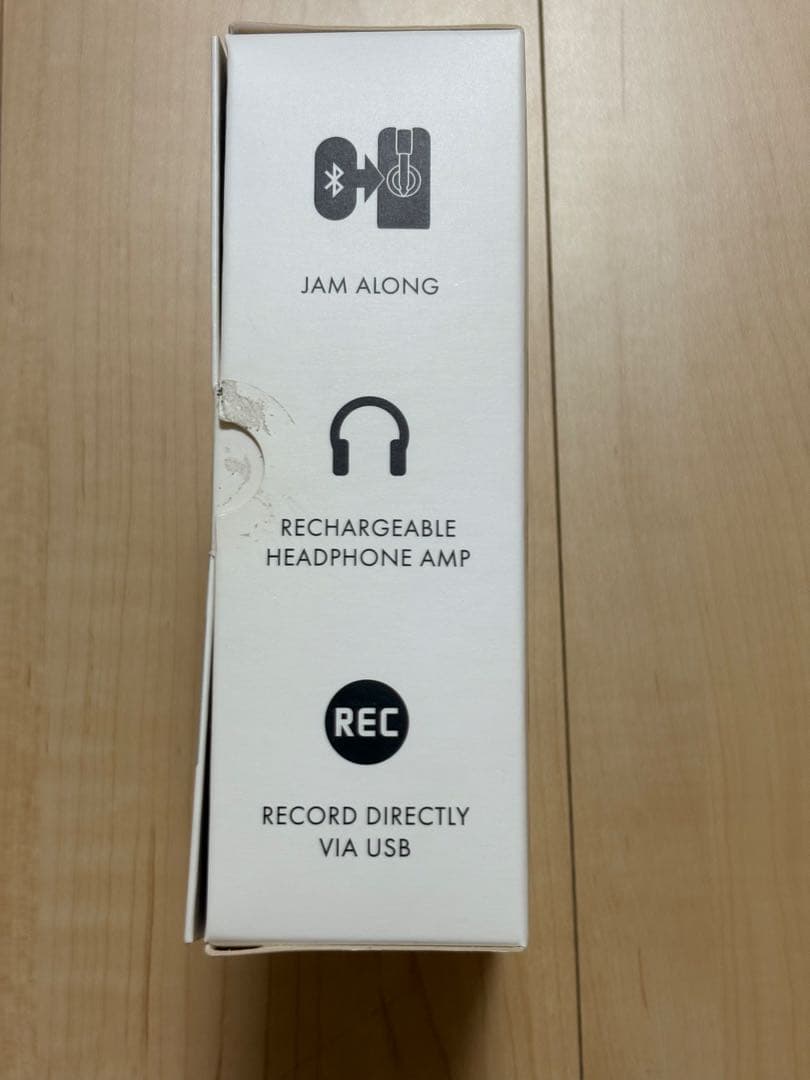 JAM ALONG
RECHARGEABLE
HEADPHONE AMP
REC
RECORD DIRECTLY
VIA USB